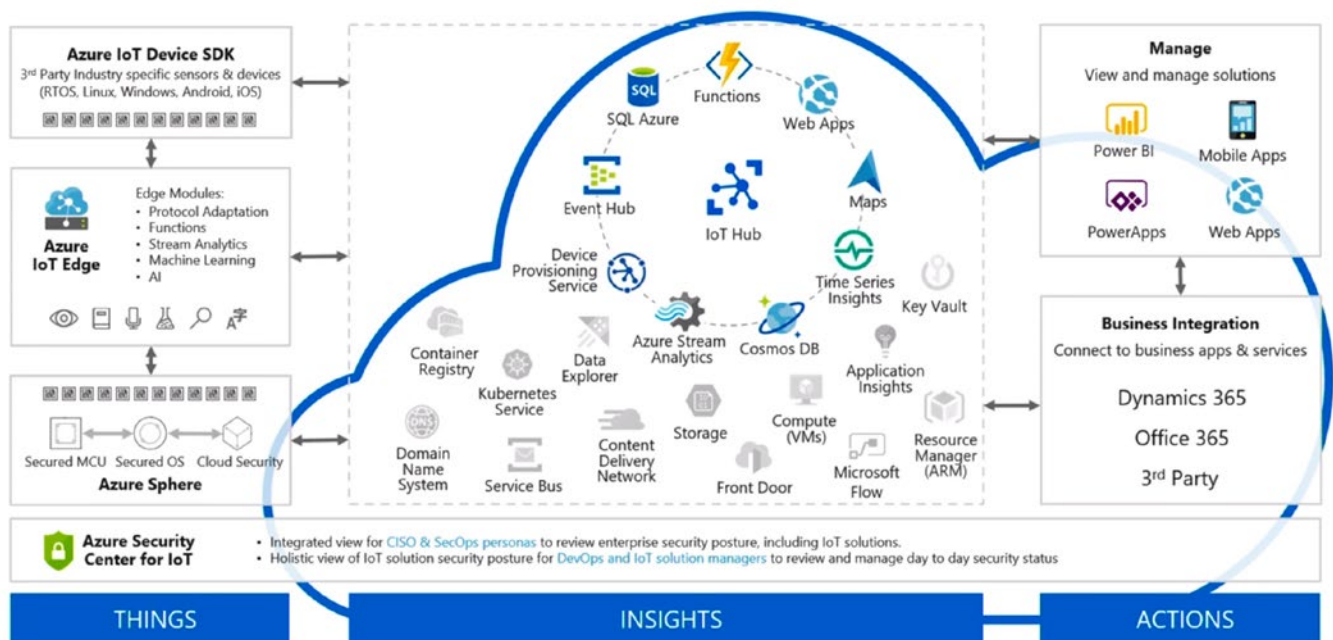 Azure IoT Device SDK
3rd Party Industry specific sensors & devices
(RTOS, Linux, Windows, Android, iOS)
Azure
IoT Edge
Edge Modules:
• Protocol Adaptation
• Functions
• Stream Analytics
• Machine Learning
• AI
Secured MCU
Secured OS
Cloud Security
Azure Sphere
SQL
SQL Azure
Functions
Web Apps
Event Hub
IoT Hub
Maps
Device
Provisioning
Service
Time Series
Insights
Key Vault
Azure Stream
Analytics
Cosmos DB
Container
Registry
Data
Explorer
Kubernetes
Service
Application
Insights
DNS
Domain
Name
System
Service Bus
Content
Delivery
Network
Storage
Front Door
Compute
(VMs)
Microsoft
Flow
Resource
Manager
(ARM)
Manage
View and manage solutions
Power BI
Mobile Apps
PowerApps
Web Apps
Business Integration
Connect to business apps & services
Dynamics 365
Office 365
3rd Party
Azure Security
Center for IoT
• Integrated view for CISO & SecOps personas to review enterprise security posture, including IoT solutions.
• Holistic view of IoT solution security posture for DevOps and IoT solution managers to review and manage day to day security status
THINGS
INSIGHTS
ACTIONS